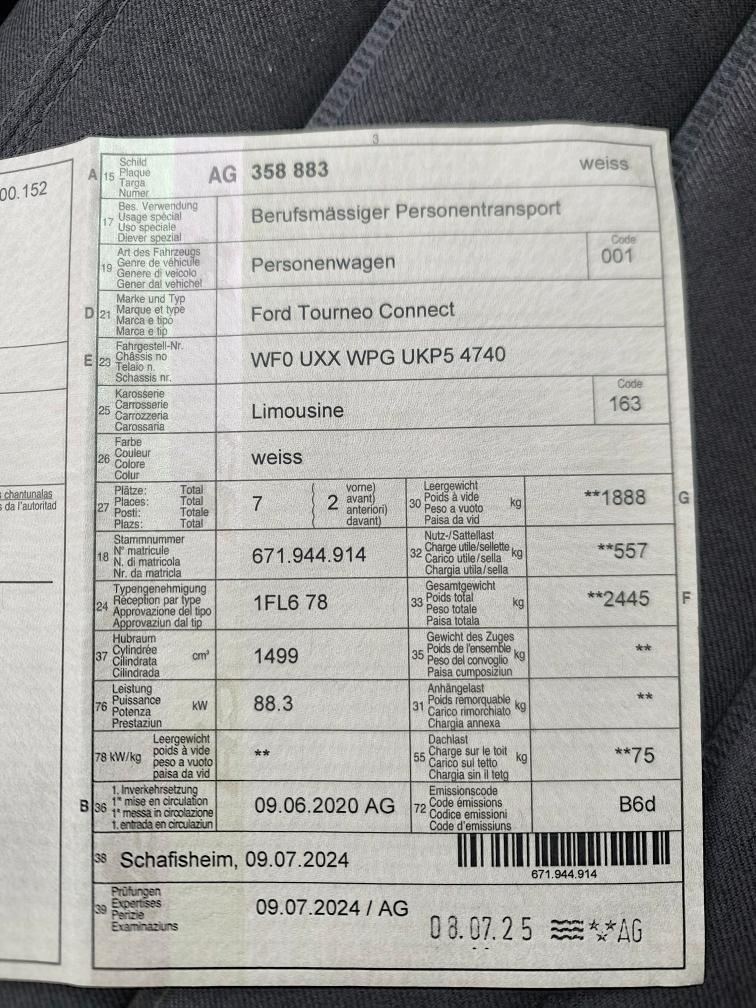 3
00.152
A 15 Schild
Plaque
Targa
Numer
AG 358 883 weiss
17 Bes. Verwendung
Usage spécial
Uso speciale
Diever spezial
Berufsmässiger Personentransport
19 Art des Fahrzeugs
Genre de véhicule
Genere di veicolo
Gener dal vehichel
Personenwagen
Code
001
D 21 Marke und Typ
Marque et type
Marca e tipo
Marca e tip
Ford Tourneo Connect
E 23 Fahrgestell-Nr.
Châssis no
Telaio n.
Schassis nr.
WF0 UXX WPG UKP5 4740
25 Karosserie
Carrosserie
Carrozzeria
Carossaria
Limousine
Code
163
26 Farbe
Couleur
Colore
Colur
weiss
chantunalas
da l'autoritad
27 Plätze: Total
Places: Total
Posti: Totale
Plazs: Total
7
2 vorne)
avant)
anteriori)
davant)
30 Leergewicht
Poids à vide
Peso a vuoto
Paisa da vid
kg
**1888 G
18 Stammnummer
N° matricule
N. di matricola
Nr. da matricla
671.944.914
32 Nutz-/Sattellast
Charge utile/sellette
Carico utile/sella
Chargia utila/sella
kg
**557
24 Typengenehmigung
Réception par type
Approvazione del tipo
Approvaziun dal tip
1FL6 78
33 Gesamtgewicht
Poids total
Peso totale
Paisa totala
kg
**2445 F
37 Hubraum
Cylindrée
Cilindrata
Cilindrada
cm³
1499
35 Gewicht des Zuges
Poids de l'ensemble
Peso del convoglio
Paisa cumposiziun
kg
**
76 Leistung
Puissance
Potenza
Prestaziun
kW
88.3
31 Anhängelast
Poids remorquable
Carico rimorchiato
Chargia annexa
kg
**
78 kW/kg Leergewicht
poids à vide
peso a vuoto
paisa da vid
**
55 Dachlast
Charge sur le toit
Carico sul tetto
Chargia sin il tetg
kg
**75
B 36 1. Inverkehrsetzung
1re mise en circulation
1a messa in circolazione
1. entrada en circulaziun
09.06.2020 AG
72 Emissionscode
Code émissions
Codice emissioni
Code d'emissiuns
B6d
38 Schafisheim, 09.07.2024
671.944.914
39 Prüfungen
Expertises
Perizie
Examinaziuns
09.07.2024 / AG
08.07.25 AG